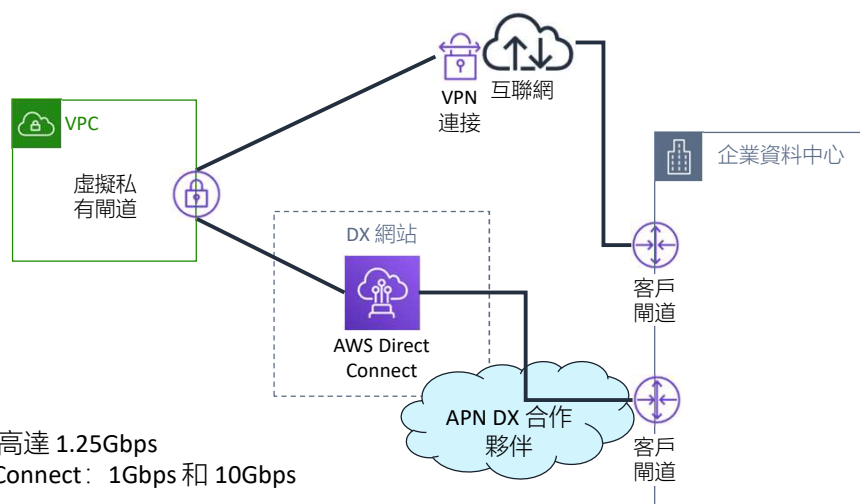 VPN
連接
互聯網
VPC
企業資料中心
虛擬私
有閘道
DX 網站
客戶
閘道
AWS Direct
Connect
APN DX 合作
夥伴
客戶
閘道
高達 1.25Gbps
Connect：1Gbps 和 10Gbps